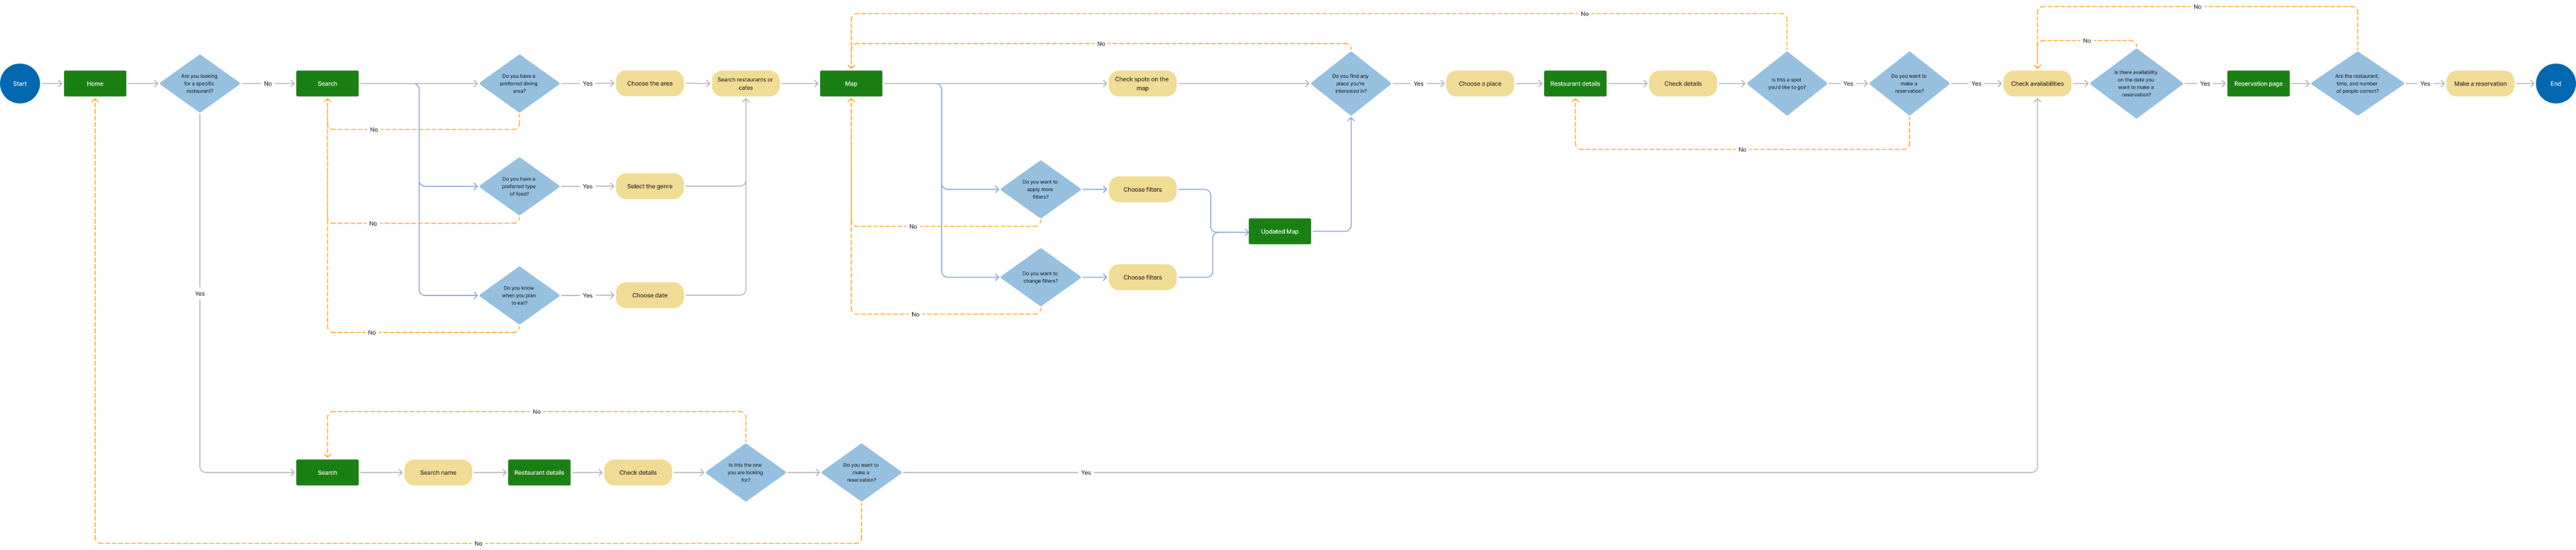 No
No
No
No
Start
Home
Are you looking
for a specific
restaurant?
No
Search
Do you have a
preferred dining
area?
Yes
Choose the area
Search restaurants or
cafes
Map
Check spots on the
map
Do you find any
place you're
interested in?
Yes
Choose a place
Restaurant details
Check details
Is this a spot
you'd like to go?
Yes
Do you want to
make a
reservation?
Yes
Check availabilities
Is there availability
on the date you
want to make a
reservation?
Yes
Reservation page
Are the restaurant,
time, and number
of people correct?
Yes
Make a reservation
End
No
No
Do you have a
preferred type
of food?
Yes
Select the genre
Do you want to
apply more
filters?
Choose filters
No
No
Updated Map
Do you want to
change filters?
Choose filters
Yes
Do you know
when you plan
to eat?
Yes
Choose date
No
No
No
Search
Search name
Restaurant details
Check details
Is this the one
you are looking
for?
Do you want to
make a
reservation?
Yes
No